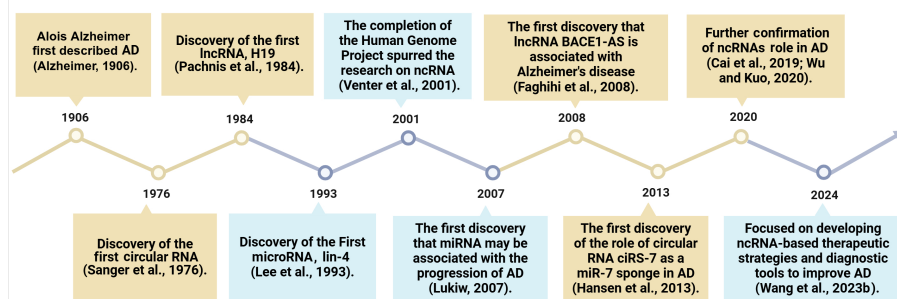 Alois Alzheimer
first described AD
(Alzheimer, 1906).
Discovery of the first
lncRNA, H19
(Pachnis et al., 1984).
The completion of
the Human Genome
Project spurred the
research on ncRNA
(Venter et al., 2001).
The first discovery that
lncRNA BACE1-AS is
associated with
Alzheimer's disease
(Faghihi et al., 2008).
Further confirmation
of ncRNAs role in AD
(Cai et al., 2019; Wu
and Kuo, 2020).
1906
1984
2001
2008
2020
1976
1993
2007
2013
2024
Discovery of the
first circular RNA
(Sanger et al., 1976).
Discovery of the First
microRNA, lin-4
(Lee et al., 1993).
The first discovery
that miRNA may be
associated with the
progression of AD
(Lukiw, 2007).
The first discovery
of the role of circular
RNA ciRS-7 as a
miR-7 sponge in AD
(Hansen et al., 2013).
Focused on developing
ncRNA-based therapeutic
strategies and diagnostic
tools to improve AD
(Wang et al., 2023b).